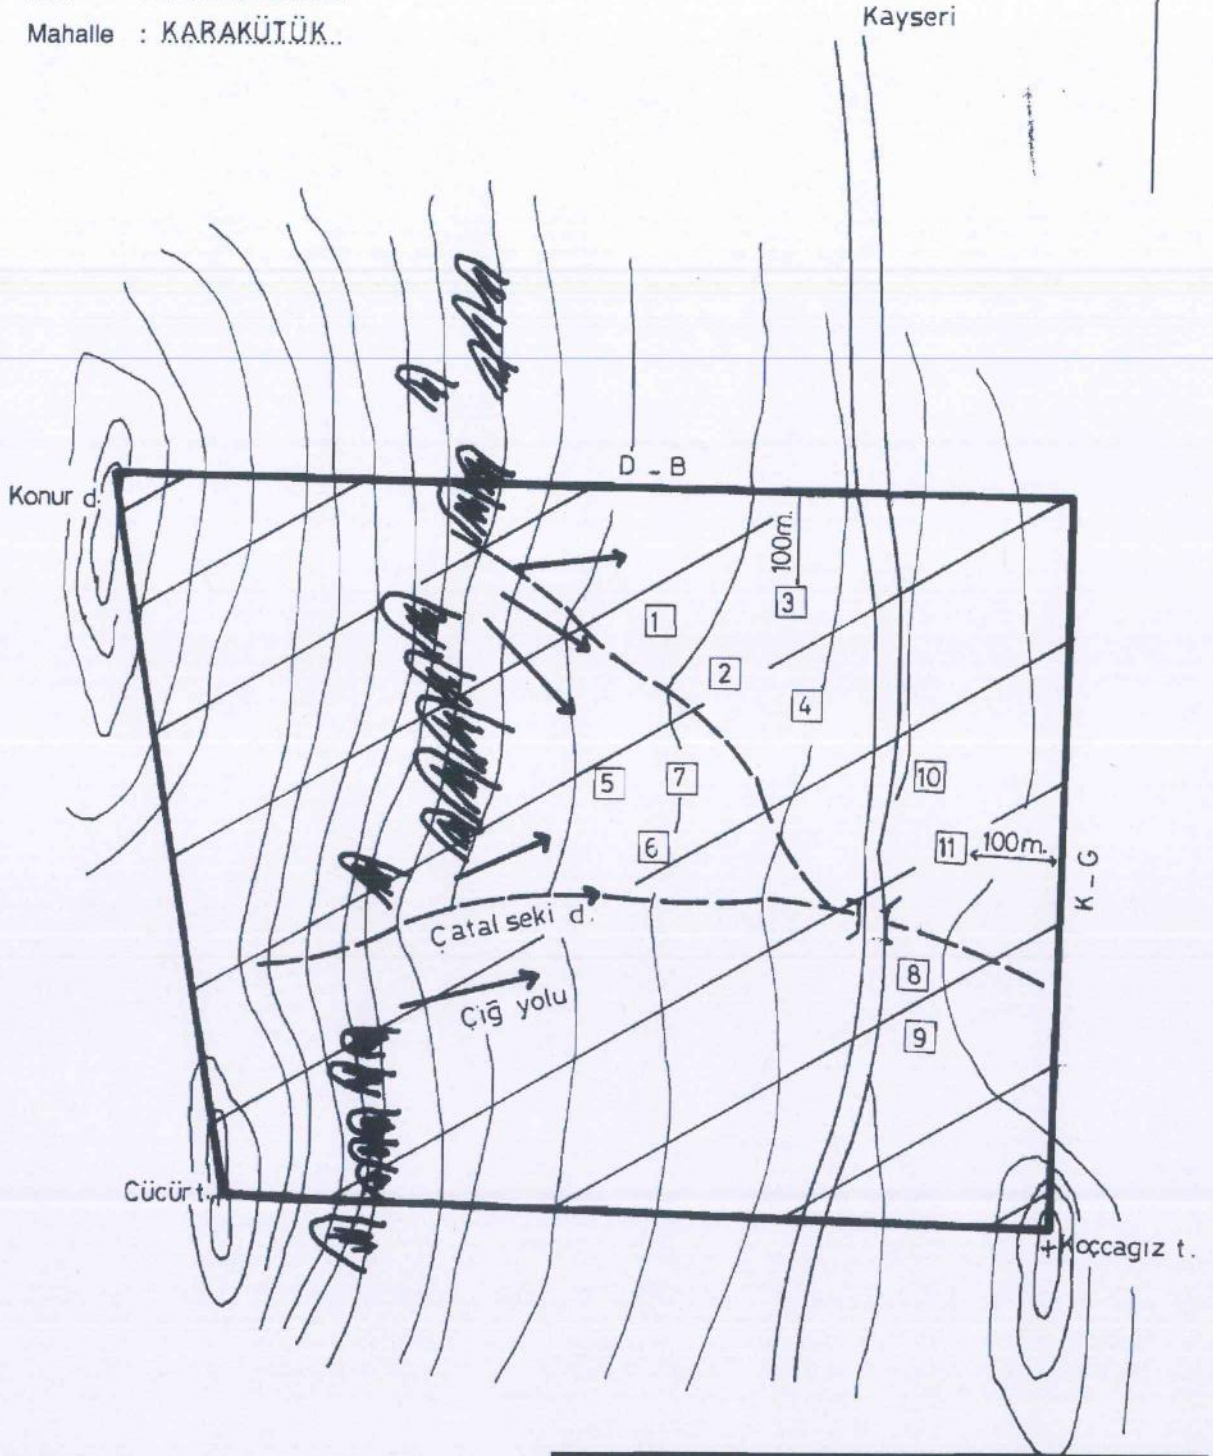 Mahalle : KARAKÜTÜK
Kayseri
D - B
Konur d.
100m.
3
1
2
4
5
7
10
6
11
100m.
K - G
Çatal seki d.
8
Çiğ yolu
9
Cücür t.
Koçcagız t.